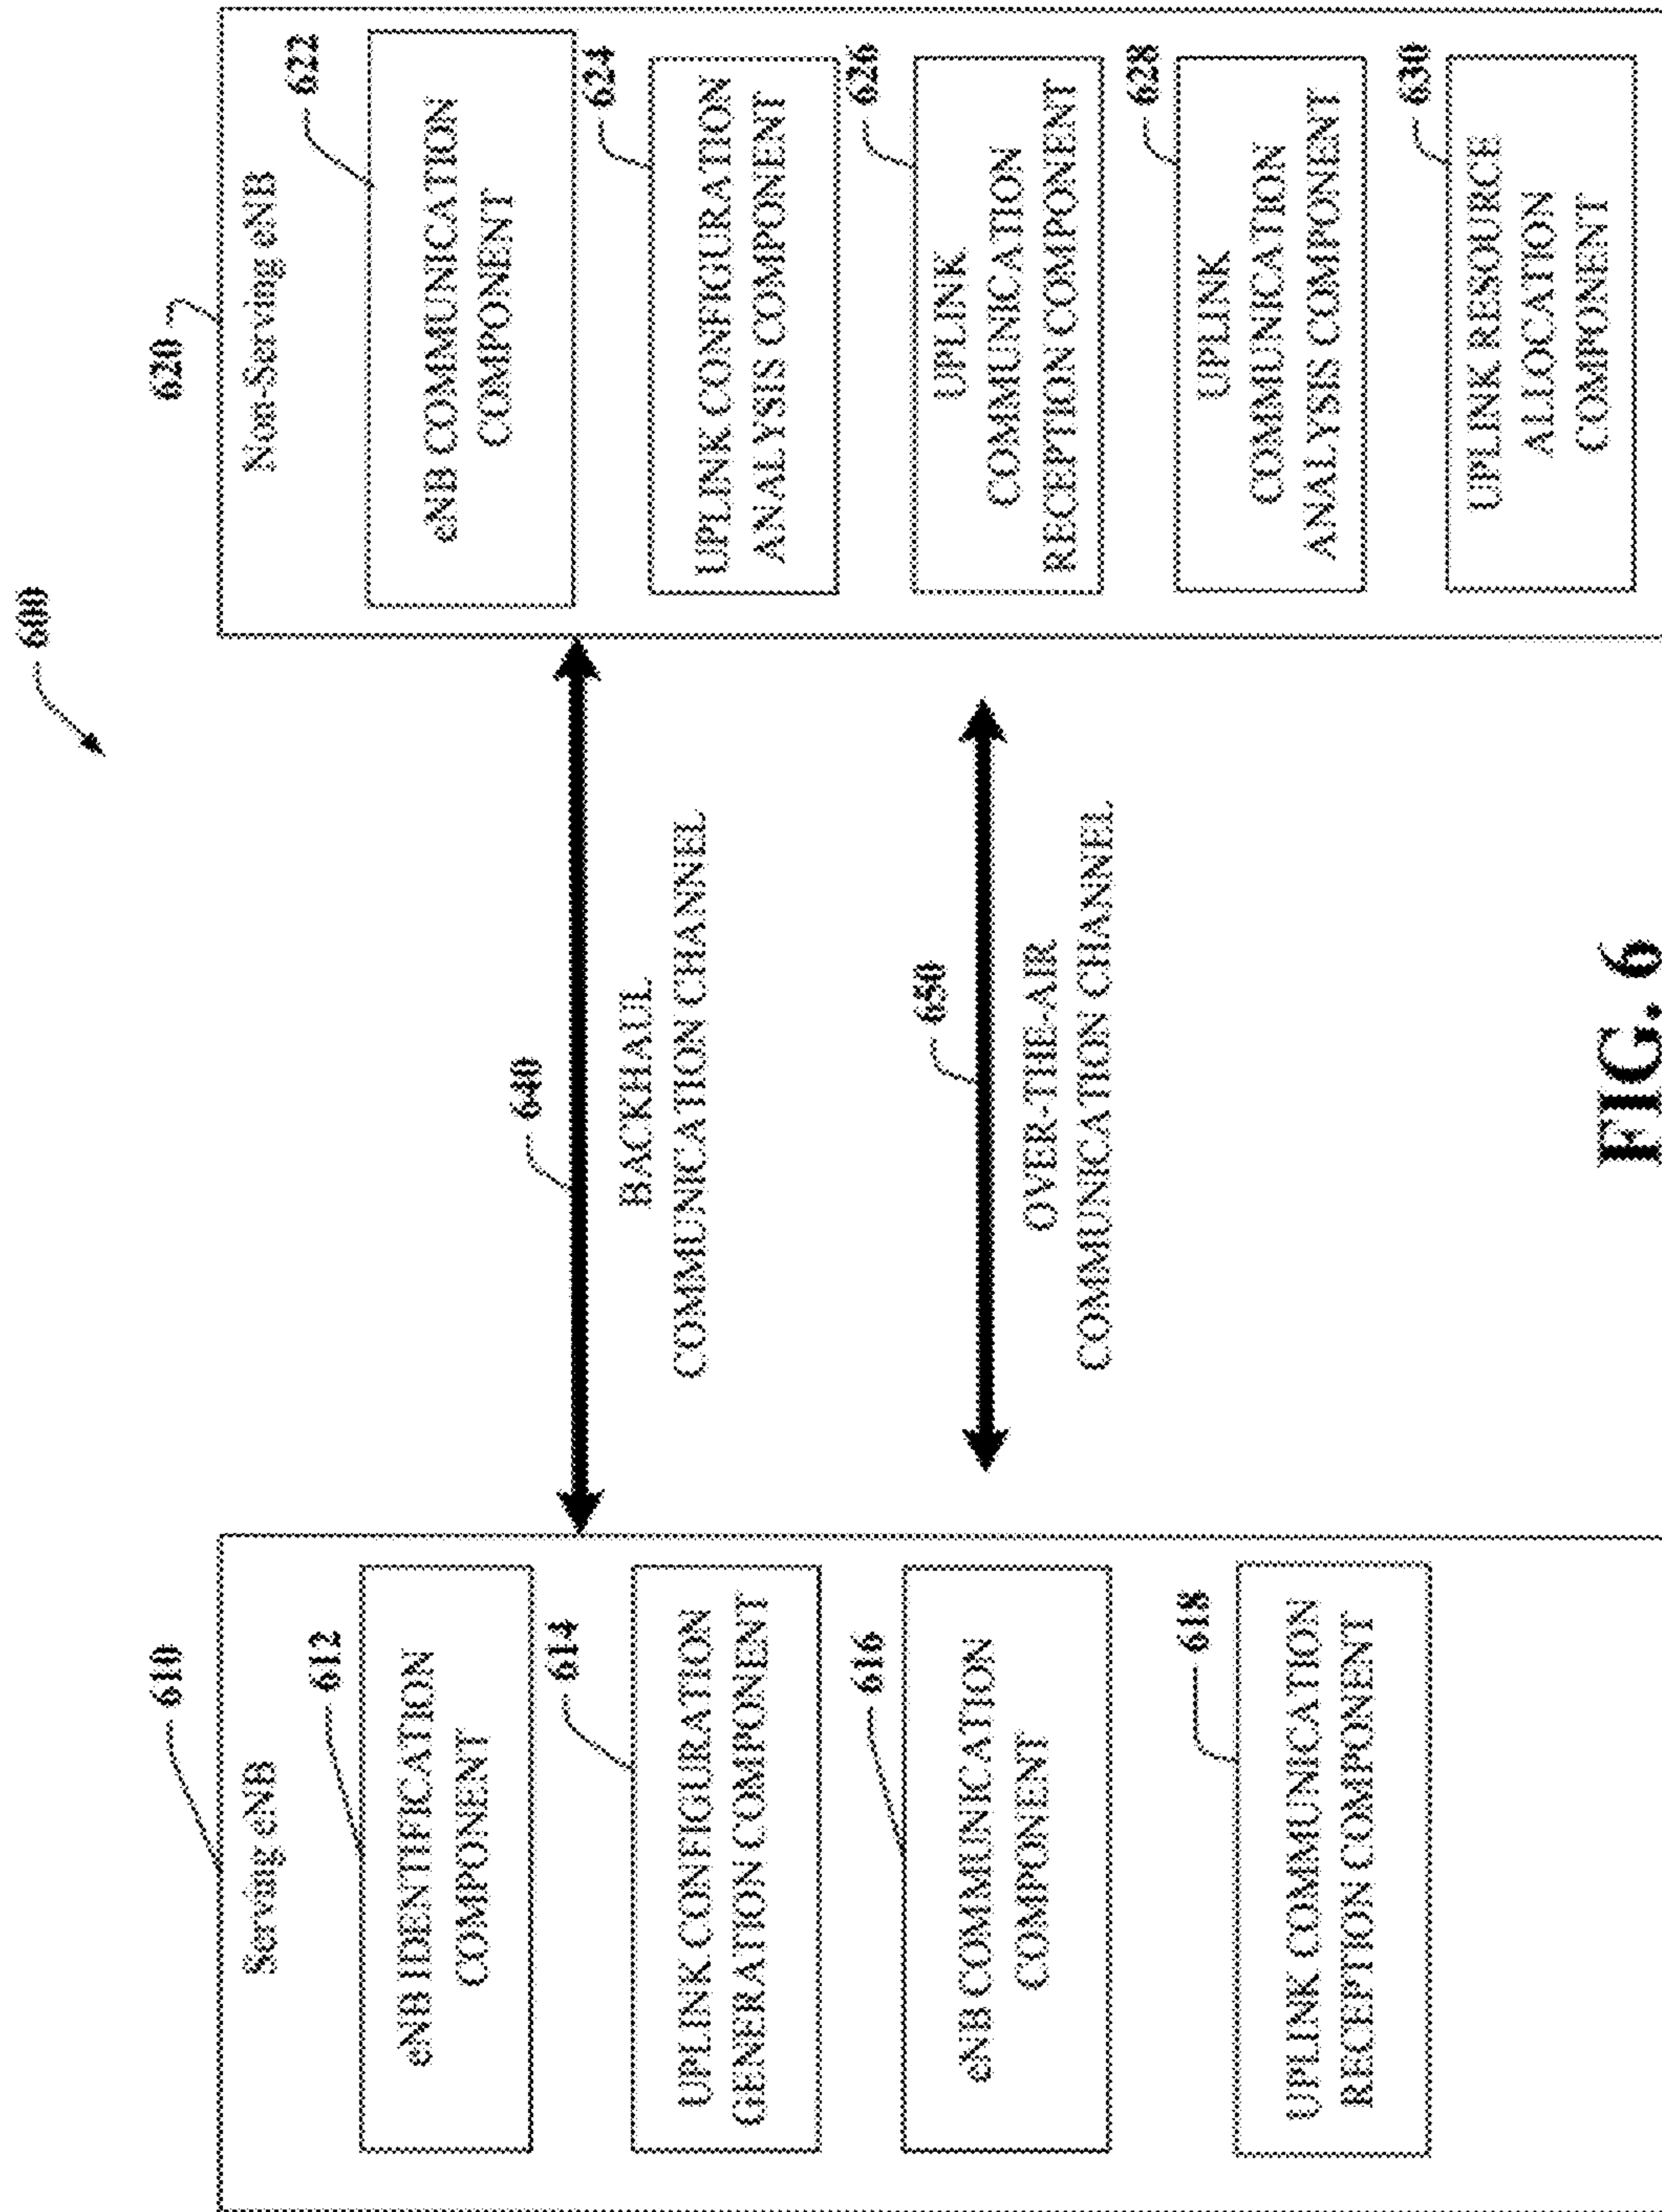 600
610
Serving eNB
612
eNB IDENTIFICATION
COMPONENT
614
UPLINK CONFIGURATION
GENERATION COMPONENT
616
eNB COMMUNICATION
COMPONENT
618
UPLINK COMMUNICATION
RECEPTION COMPONENT
640
BACKHAUL
COMMUNICATION CHANNEL
650
OVER-THE-AIR
COMMUNICATION CHANNEL
620
Non-Serving eNB
622
eNB COMMUNICATION
COMPONENT
624
UPLINK CONFIGURATION
ANALYSIS COMPONENT
626
UPLINK
COMMUNICATION
RECEPTION COMPONENT
628
UPLINK
COMMUNICATION
ANALYSIS COMPONENT
630
UPLINK RESOURCE
ALLOCATION
COMPONENT
FIG. 6